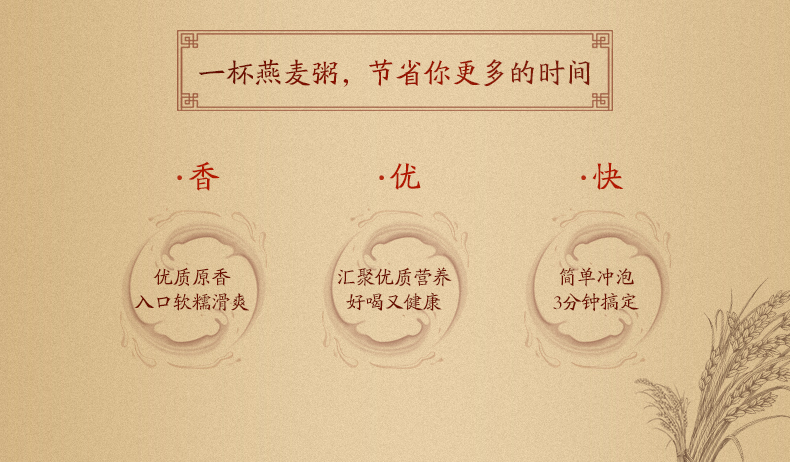 一杯燕麦粥，节省你更多的时间
·香
·优
·快
优质原香
入口软糯滑爽
汇聚优质营养
好喝又健康
简单冲泡
3分钟搞定